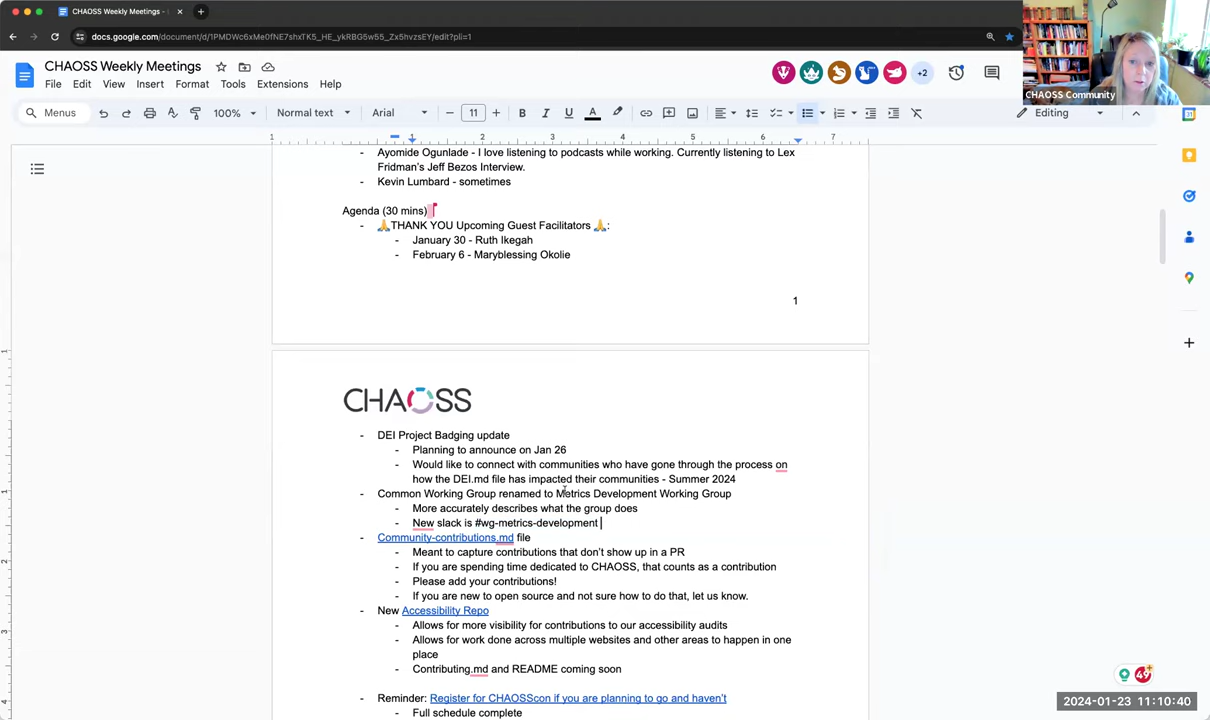 CHAOSS Weekly Meetings -
docs.google.com/document/d/1PMDWc6xMe0fNE7shxTK5_HE_ykRBG5w55_Zx5hvzsEY/edit?pli=1
CHAOSS Weekly Meetings
File Edit View Insert Format Tools Extensions Help
+2
CHAOSS Community
Menus 100% Normal text Arial 11 Editing
1 1 2 3 4 5 6 7
Ayomide Ogunlade - I love listening to podcasts while working. Currently listening to Lex
Fridman's Jeff Bezos Interview.
- Kevin Lumbard - sometimes
Agenda (30 mins)
- 🙏THANK YOU Upcoming Guest Facilitators 🙏:
- January 30 - Ruth Ikegah
- February 6 - Maryblessing Okolie
1
CHAOSS
- DEI Project Badging update
- Planning to announce on Jan 26
- Would like to connect with communities who have gone through the process on
how the DEI.md file has impacted their communities - Summer 2024
- Common Working Group renamed to Metrics Development Working Group
- More accurately describes what the group does
- New slack is #wg-metrics-development
- Community-contributions.md file
- Meant to capture contributions that don't show up in a PR
- If you are spending time dedicated to CHAOSS, that counts as a contribution
- Please add your contributions!
- If you are new to open source and not sure how to do that, let us know.
- New Accessibility Repo
- Allows for more visibility for contributions to our accessibility audits
- Allows for work done across multiple websites and other areas to happen in one
place
- Contributing.md and README coming soon
- Reminder: Register for CHAOSScon if you are planning to go and haven't
- Full schedule complete
49
2024-01-23 11:10:40